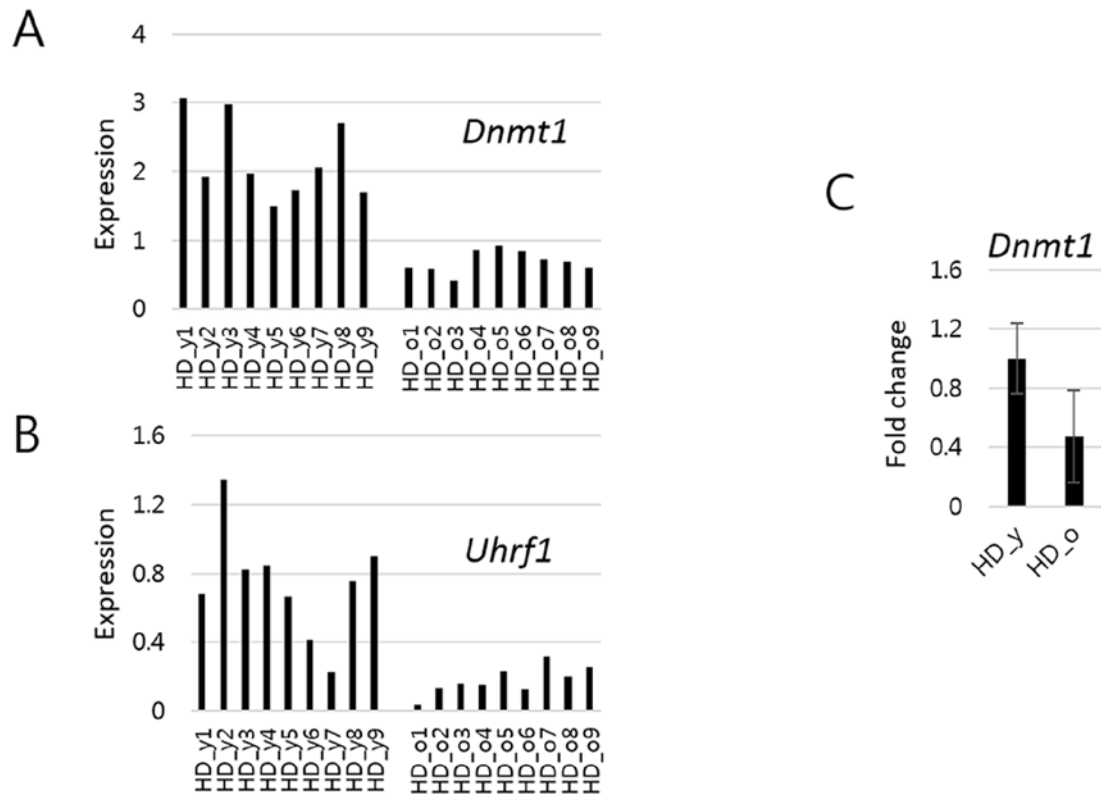 A
4
3
2
1
0
Expression
Dnmt1
HD_y1
HD_y2
HD_y3
HD_y4
HD_y5
HD_y6
HD_y7
HD_y8
HD_y9
HD_o1
HD_o2
HD_o3
HD_o4
HD_o5
HD_o6
HD_o7
HD_o8
HD_o9
B
1.6
1.2
0.8
0.4
0
Expression
Uhrf1
HD_y1
HD_y2
HD_y3
HD_y4
HD_y5
HD_y6
HD_y7
HD_y8
HD_y9
HD_o1
HD_o2
HD_o3
HD_o4
HD_o5
HD_o6
HD_o7
HD_o8
HD_o9
C
Dnmt1
1.6
1.2
0.8
0.4
0
Fold change
HD_y
HD_o